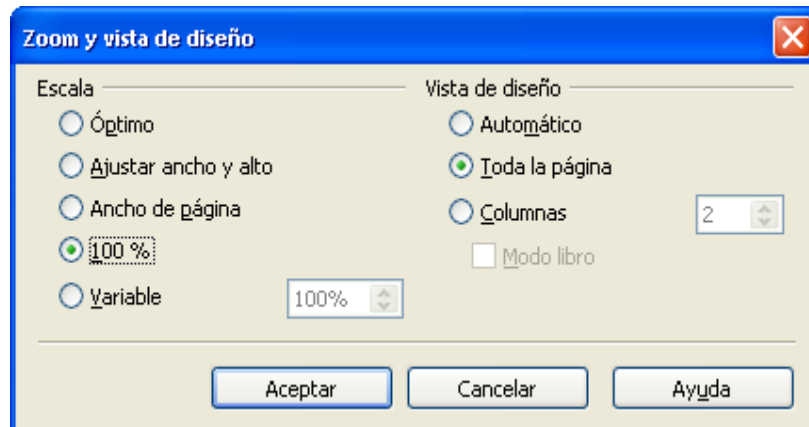 Zoom y vista de diseño
Escala
Óptimo
Ajustar ancho y alto
Ancho de página
100 %
Variable 100%
Vista de diseño
Automático
Toda la página
Columnas 2
Modo libro
Aceptar Cancelar Ayuda